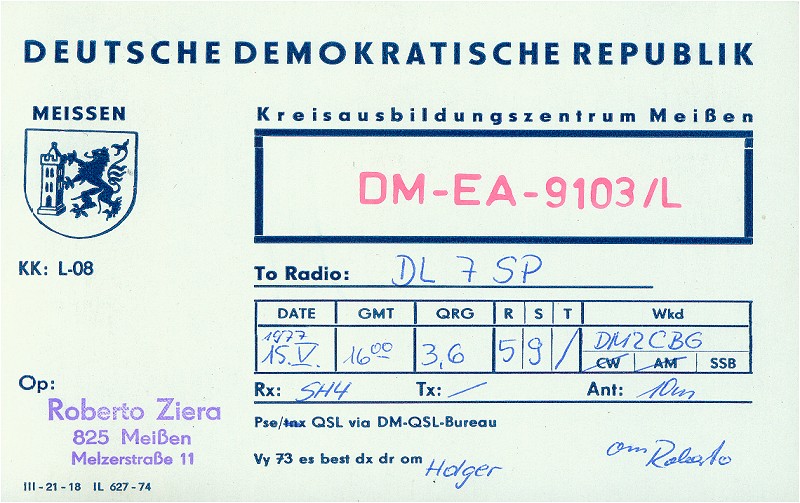 DEUTSCHE DEMOKRATISCHE REPUBLIK
MEISSEN
Kreisausbildungszentrum Meißen
DM-EA-9103/L
KK: L-08
To Radio: DL 7 SP
DATE GMT QRG R S T Wkd
1977
15.V. 16 00 3,6 5 9 / DM2CBG
CW AM SSB
Rx: SH4 Tx: / Ant: 10m
Op:
Roberto Ziera
825 Meißen
Melzerstraße 11
Pse/tnx QSL via DM-QSL-Bureau
Vy 73 es best dx dr om Holger
om Roberto
III-21-18 IL 627-74